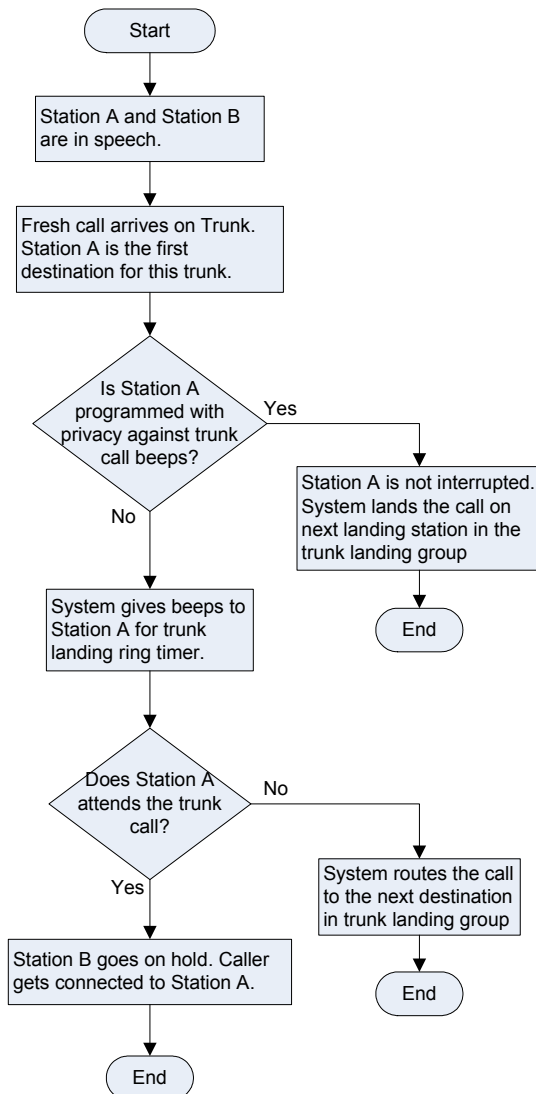 Start
Station A and Station B
are in speech.
Fresh call arrives on Trunk.
Station A is the first
destination for this trunk.
Is Station A
programmed with
privacy against trunk
call beeps?
Yes
No
Station A is not interrupted.
System lands the call on
next landing station in the
trunk landing group
End
System gives beeps to
Station A for trunk
landing ring timer.
Does Station A
attends the trunk
call?
No
Yes
System routes the call
to the next destination
in trunk landing group
End
Station B goes on hold. Caller
gets connected to Station A.
End